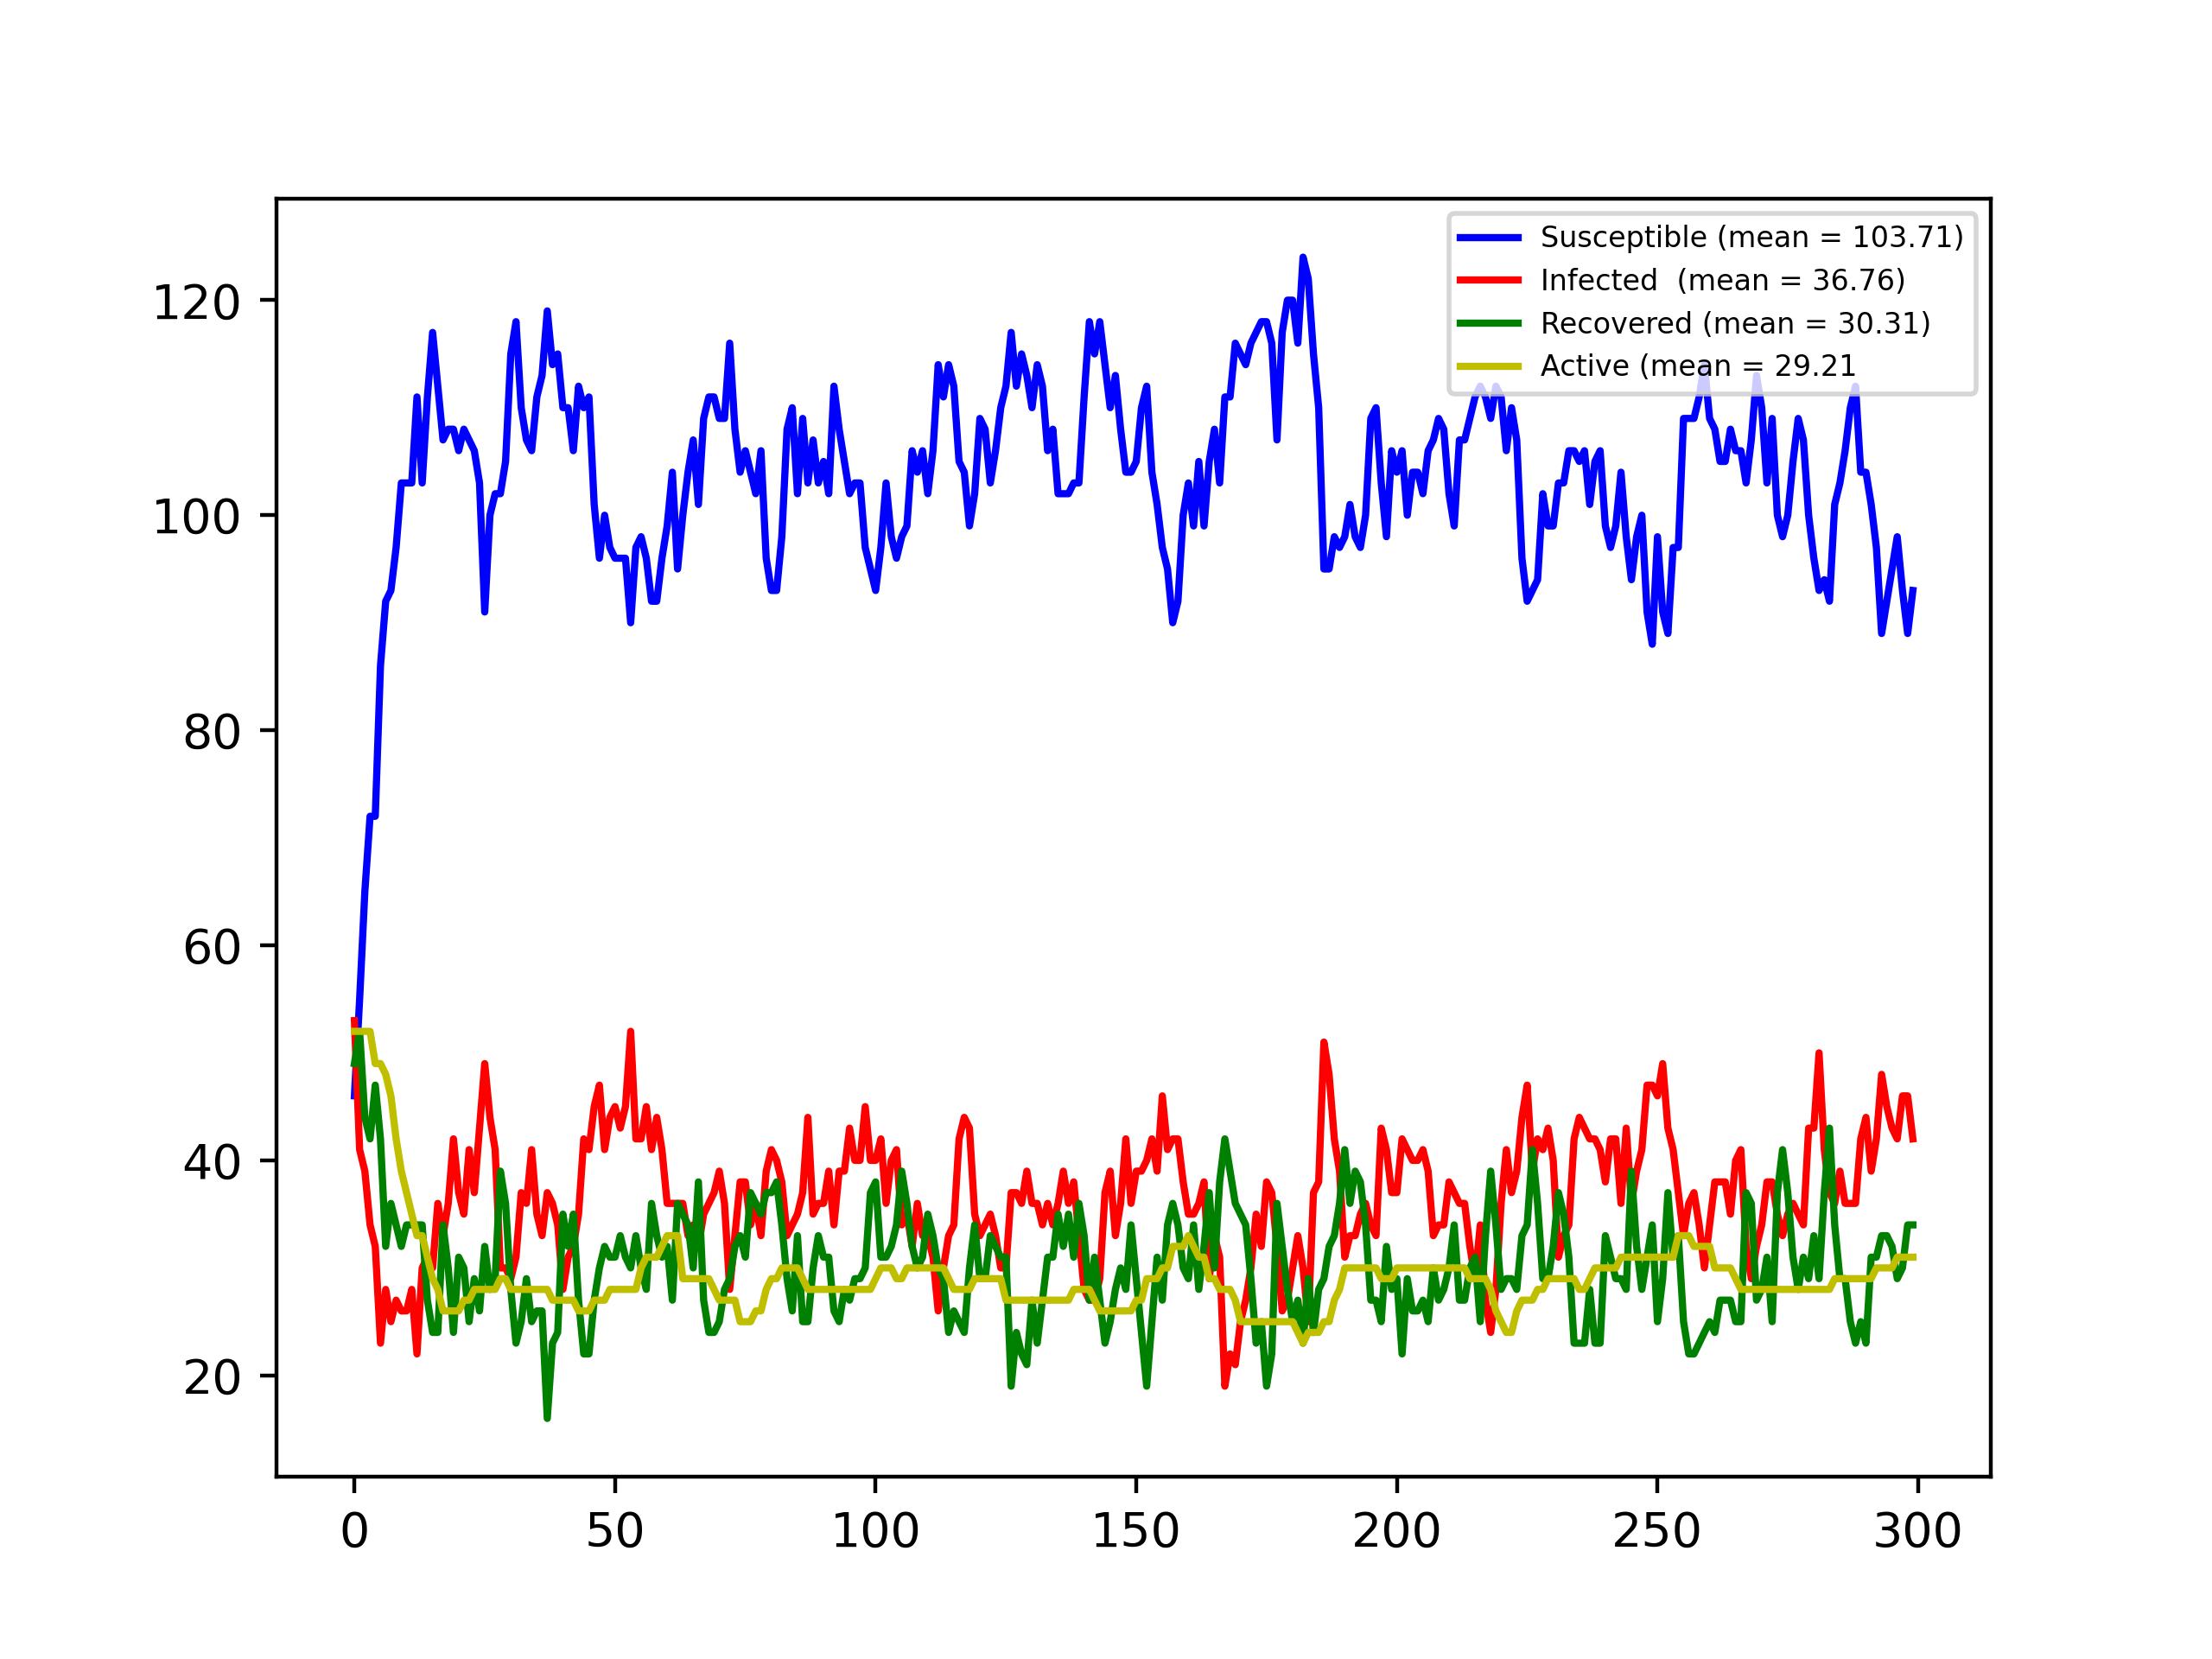 Susceptible (mean = 103.71)
Infected  (mean = 36.76)
Recovered (mean = 30.31)
Active (mean = 29.21
120
100
80
60
40
20
0 50 100 150 200 250 300